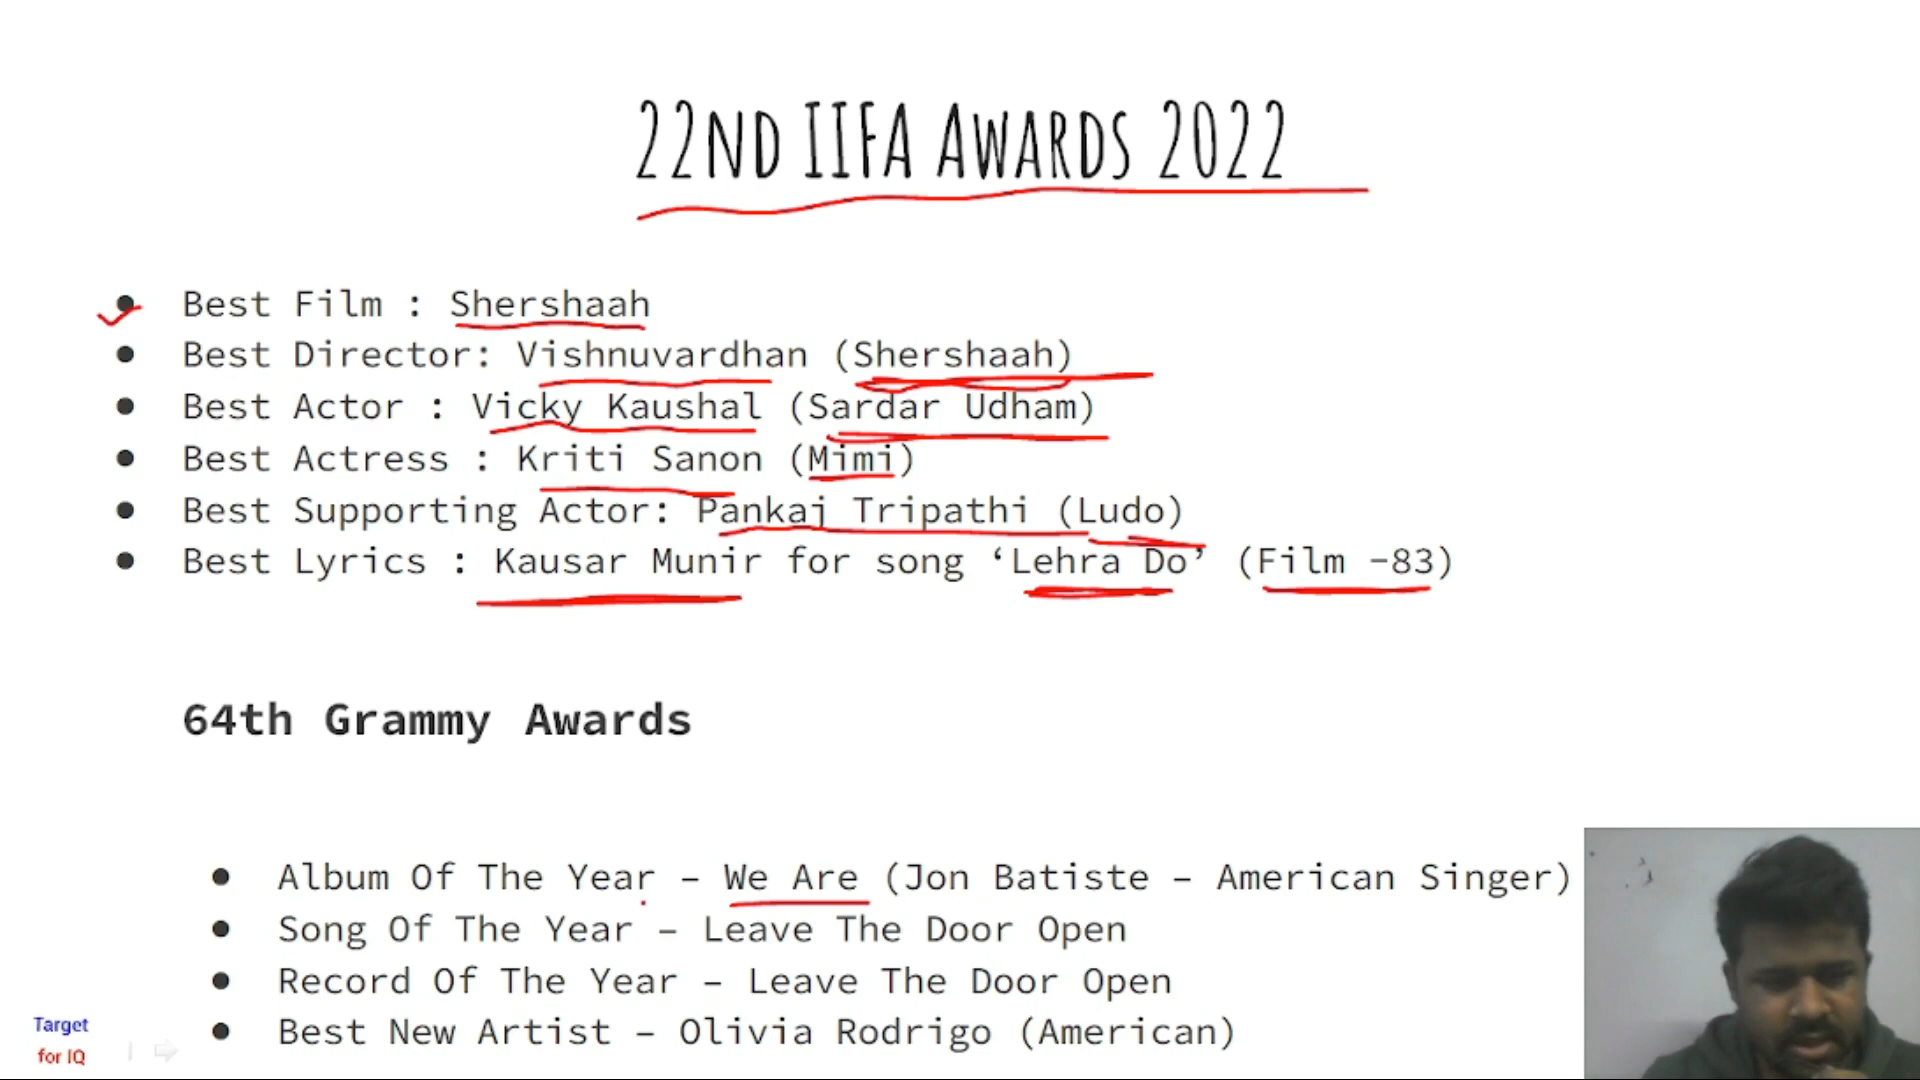 22ND IIFA AWARDS 2022
● Best Film : Shershaah
● Best Director: Vishnuvardhan (Shershaah)
● Best Actor : Vicky Kaushal (Sardar Udham)
● Best Actress : Kriti Sanon (Mimi)
● Best Supporting Actor: Pankaj Tripathi (Ludo)
● Best Lyrics : Kausar Munir for song ‘Lehra Do’ (Film –83)
64th Grammy Awards
● Album Of The Year – We Are (Jon Batiste – American Singer)
● Song Of The Year – Leave The Door Open
● Record Of The Year – Leave The Door Open
● Best New Artist – Olivia Rodrigo (American)
Target
for IQ